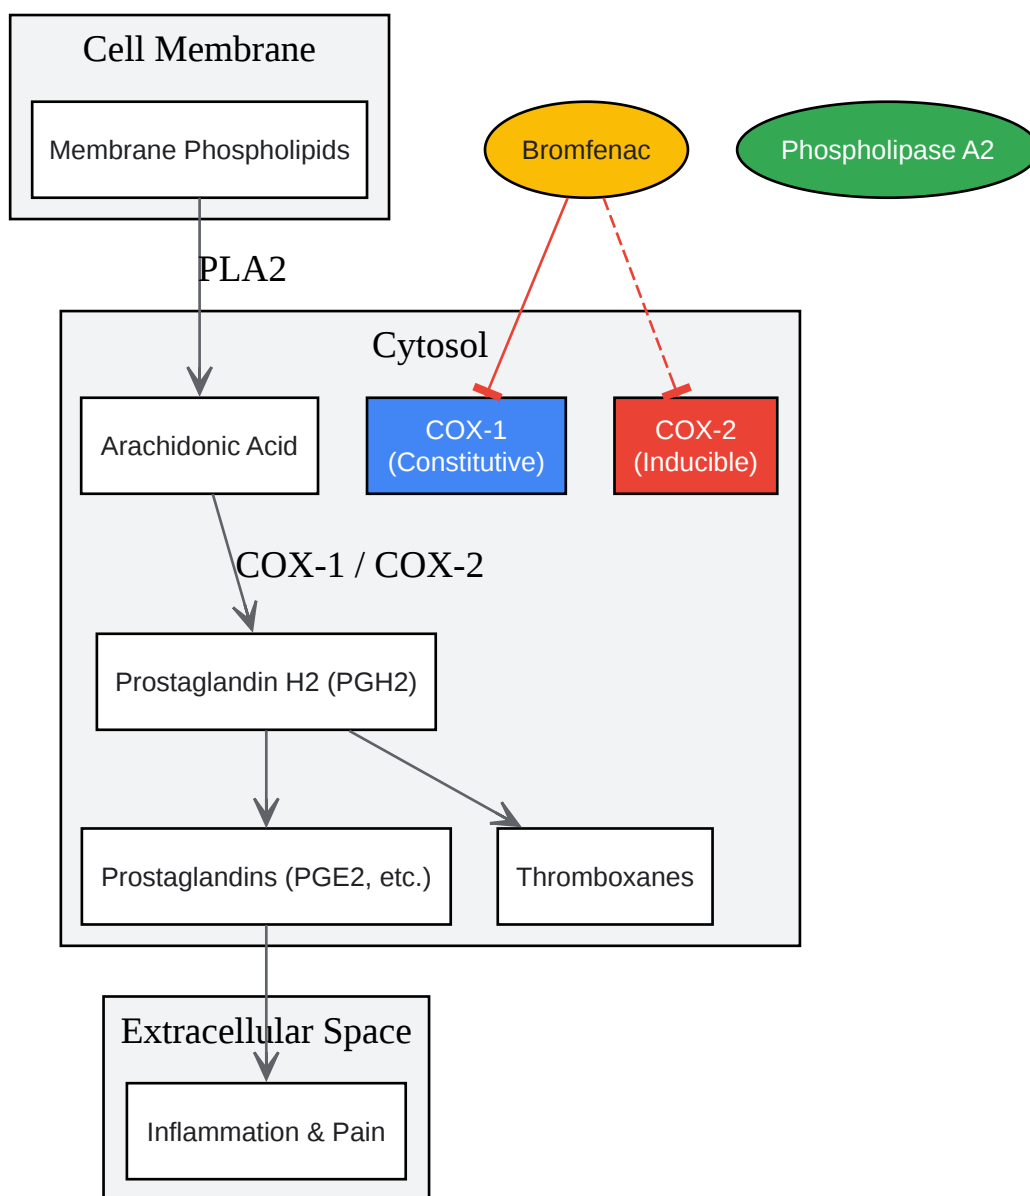 Cell Membrane
Membrane Phospholipids
Bromfenac
Phospholipase A2
PLA2
Cytosol
Arachidonic Acid
COX-1
(Constitutive)
COX-2
(Inducible)
COX-1 / COX-2
Prostaglandin H2 (PGH2)
Prostaglandins (PGE2, etc.)
Thromboxanes
Extracellular Space
Inflammation & Pain